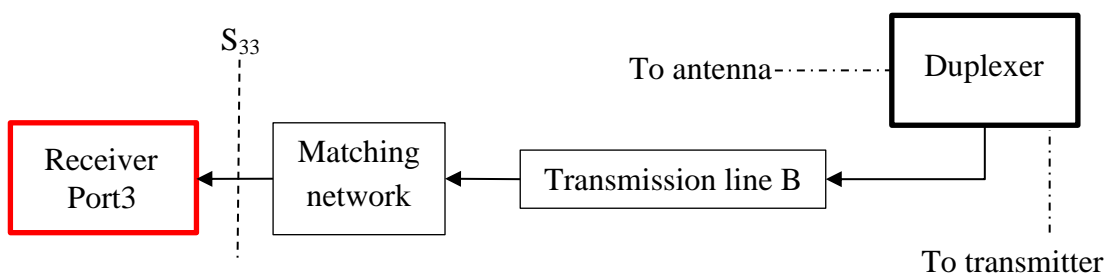 S₃₃
To antenna
Duplexer
Receiver
Port3
Matching
network
Transmission line B
To transmitter